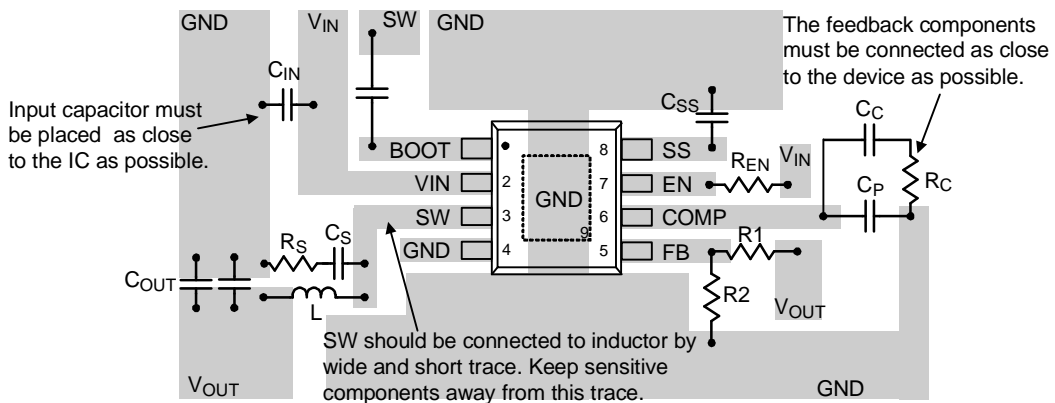 GND
VIN
SW
GND
The feedback components
must be connected as close
to the device as possible.
CIN
Input capacitor must
be placed as close
to the IC as possible.
CSS
CC
BOOT
8
SS
REN
VIN
VIN
2
GND
7
EN
CP
RC
SW
3
6
COMP
GND
4
9
5
FB
R1
RS
CS
COUT
R2
L
VOUT
SW should be connected to inductor by
wide and short trace. Keep sensitive
components away from this trace.
VOUT
GND